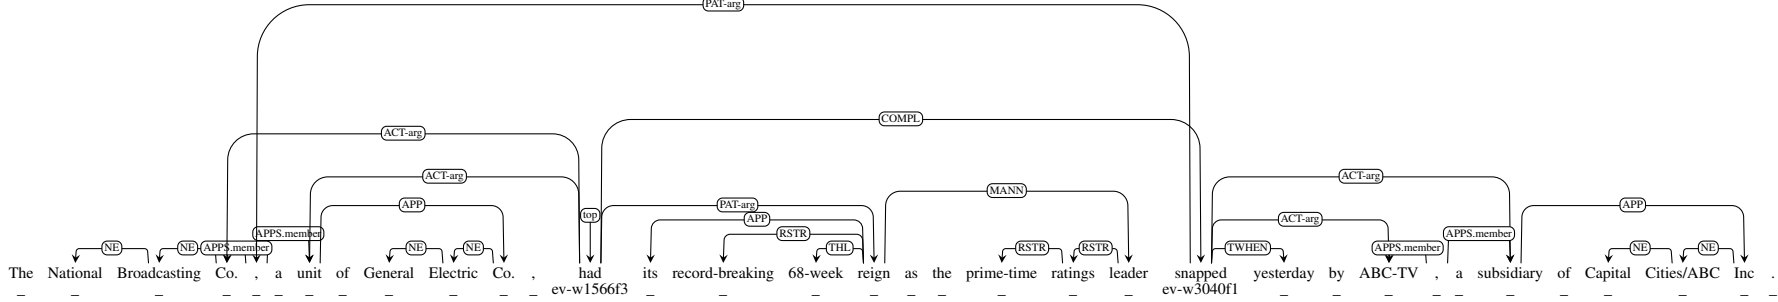 PAT-arg
COMPL
ACT-arg
ACT-arg ACT-arg
MANN
APP top PAT-arg APP
APP ACT-arg
APPS.member RSTR APPS.member
NE NE APPS.member NE NE THL RSTR RSTR TWHEN APPS.member NE NE
The National Broadcasting Co. , a unit of General Electric Co. , had its record-breaking 68-week reign as the prime-time ratings leader snapped yesterday by ABC-TV , a subsidiary of Capital Cities/ABC Inc .
_ _ _ _ _ _ _ _ _ _ _ _ ev-w1566f3 _ _ _ _ _ _ _ _ _ ev-w3040f1 _ _ _ _ _ _ _ _ _ _ _